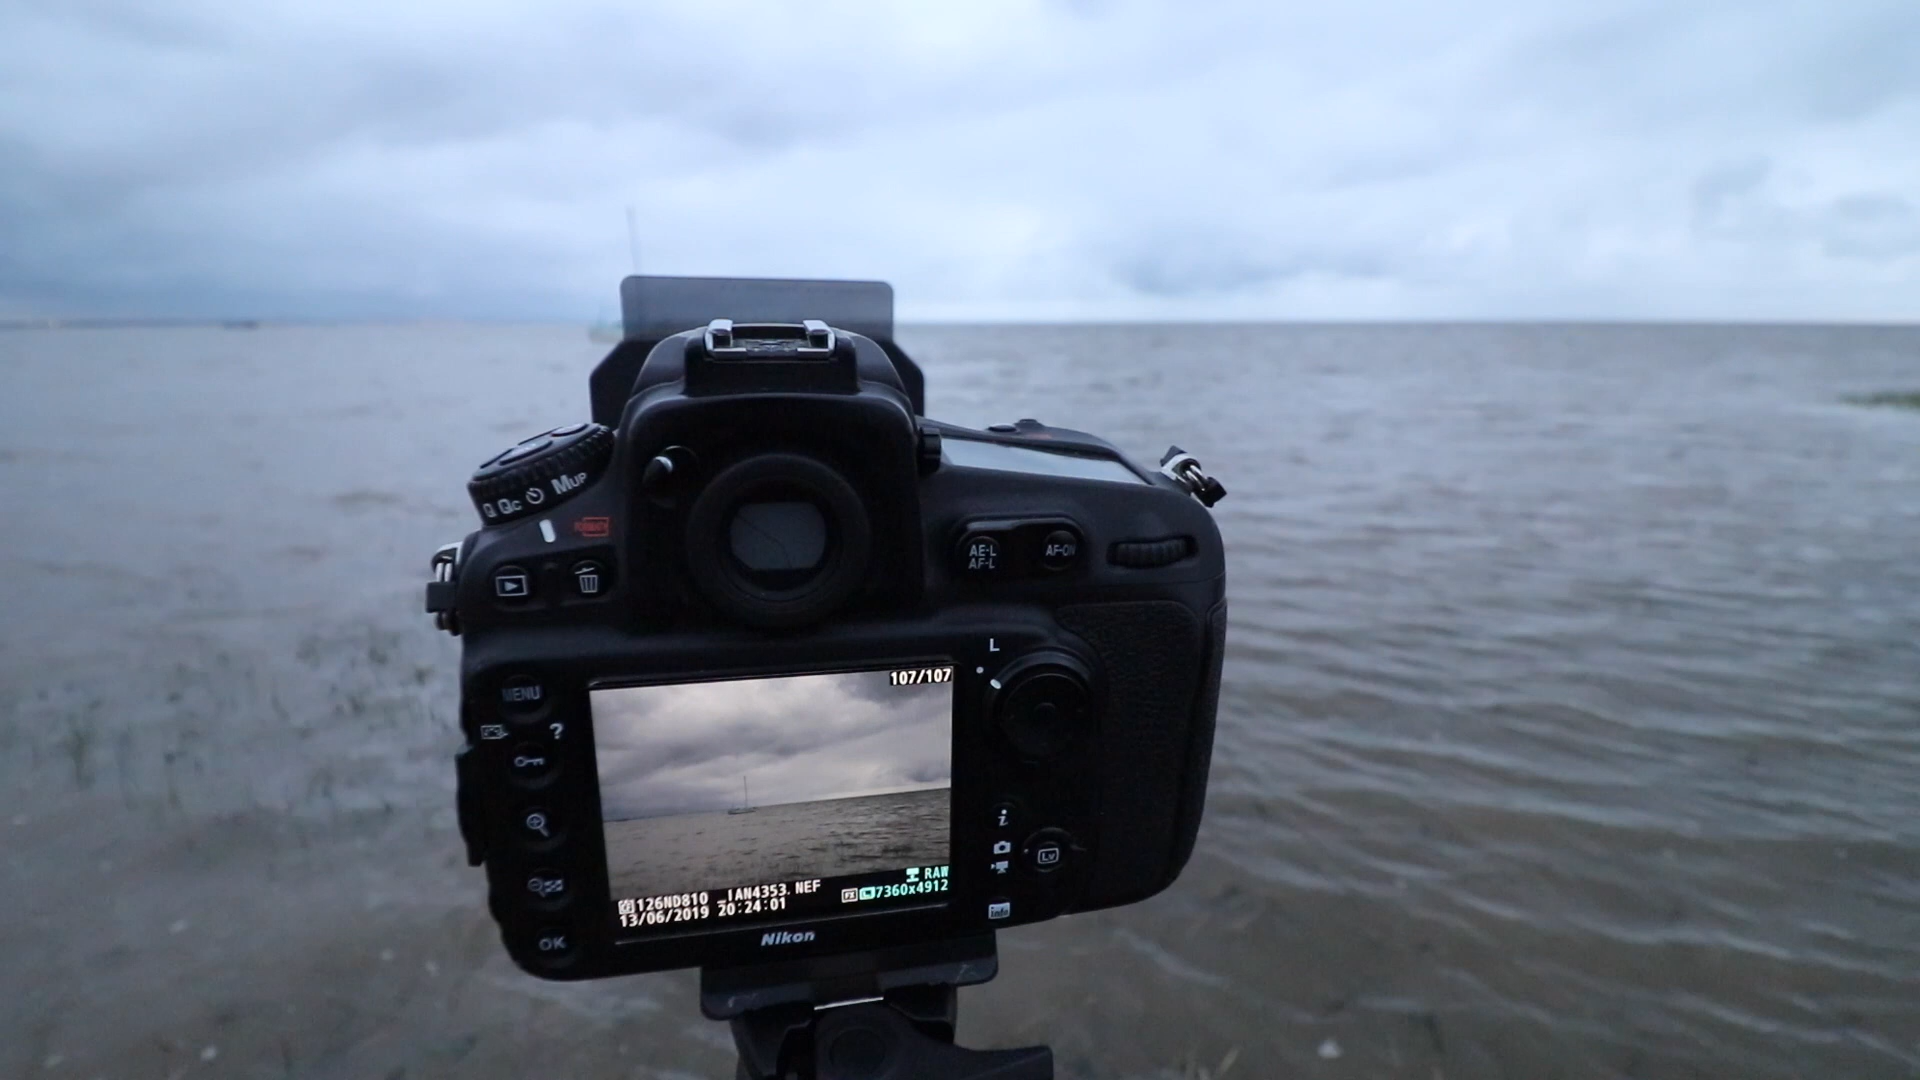 Q Qc MUP
FORMAT
AE-L
AF-L
AF-ON
L
MENU
?
107/107
RAW
126ND810 _IAN4353.NEF
FX 7360x4912
13/06/2019 20:24:01
i
Lv
info
OK
Nikon